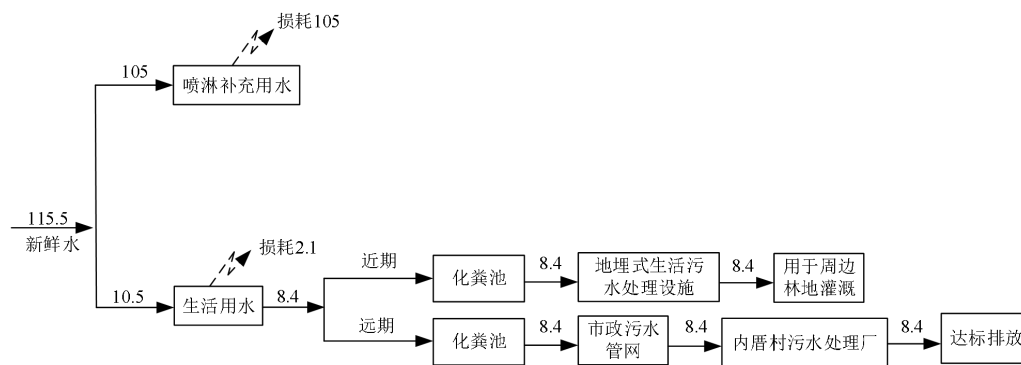 损耗105
105
喷淋补充用水
115.5
新鲜水
损耗2.1
10.5
生活用水
8.4
近期
化粪池
8.4
地埋式生活污
水处理设施
8.4
用于周边
林地灌溉
远期
化粪池
8.4
市政污水
管网
8.4
内厝村污水处理厂
8.4
达标排放